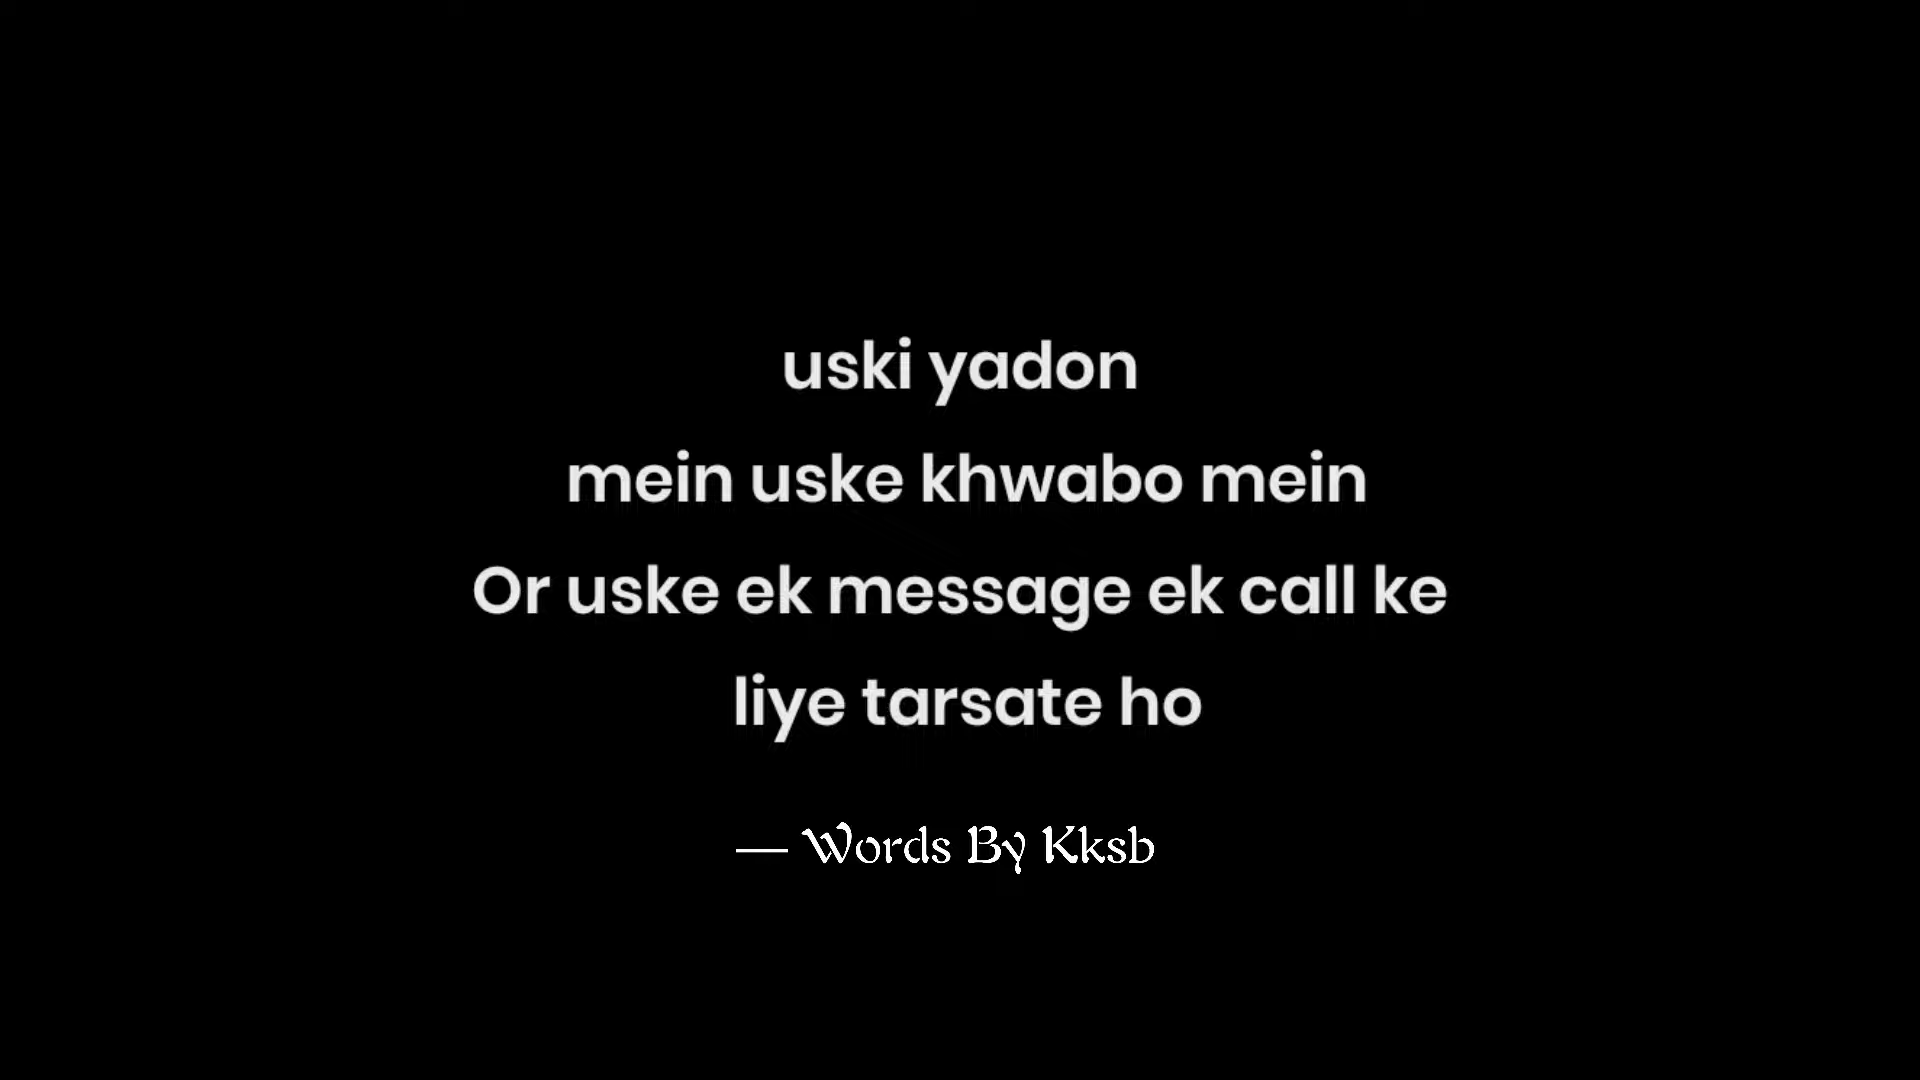 uski yadon
mein uske khwabo mein
Or uske ek message ek call ke
liye tarsate ho
— Words By Kksb